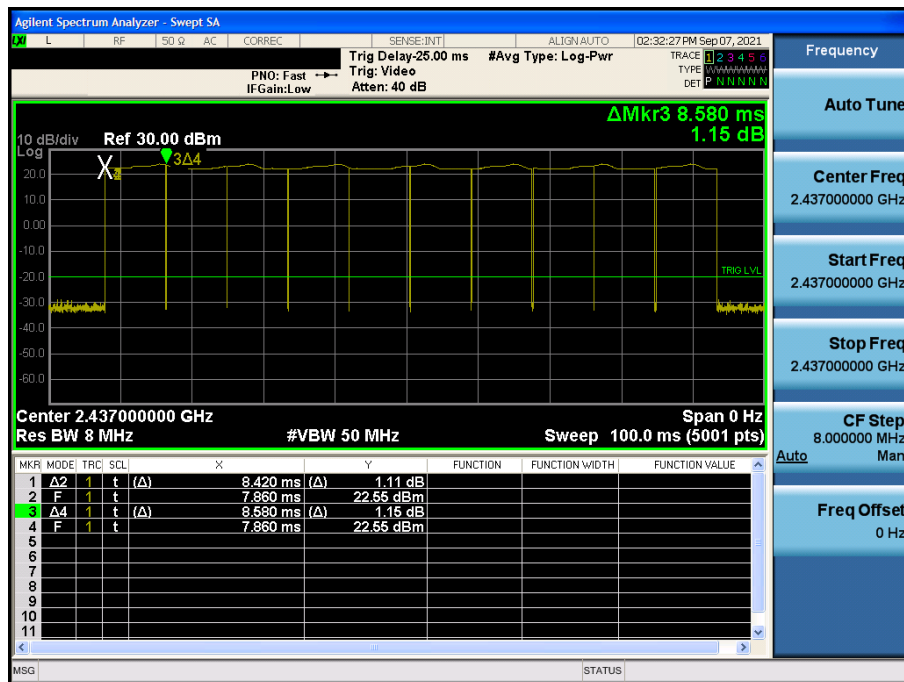 Agilent Spectrum Analyzer - Swept SA
LXI L RF 50 Ω AC CORREC SENSE:INT ALIGN AUTO 02:32:27 PM Sep 07, 2021
Trig Delay-25.00 ms #Avg Type: Log-Pwr TRACE 1 2 3 4 5 6
PNO: Fast Trig: Video TYPE WWWWWW
IFGain:Low Atten: 40 dB DET P N N N N N
ΔMkr3 8.580 ms
1.15 dB
10 dB/div Ref 30.00 dBm
Log
3Δ4
20.0
10.0
0.00
-10.0
-20.0
TRIG LVL
-30.0
-40.0
-50.0
-60.0
Center 2.437000000 GHz Span 0 Hz
Res BW 8 MHz #VBW 50 MHz Sweep 100.0 ms (5001 pts)
MKR MODE TRC SCL X Y FUNCTION FUNCTION WIDTH FUNCTION VALUE
1 Δ2 1 t (Δ) 8.420 ms (Δ) 1.11 dB
2 F 1 t 7.860 ms 22.55 dBm
3 Δ4 1 t (Δ) 8.580 ms (Δ) 1.15 dB
4 F 1 t 7.860 ms 22.55 dBm
5
6
7
8
9
10
11
MSG STATUS
Frequency
Auto Tune
Center Freq
2.437000000 GHz
Start Freq
2.437000000 GHz
Stop Freq
2.437000000 GHz
CF Step
8.000000 MHz
Auto Man
Freq Offset
0 Hz